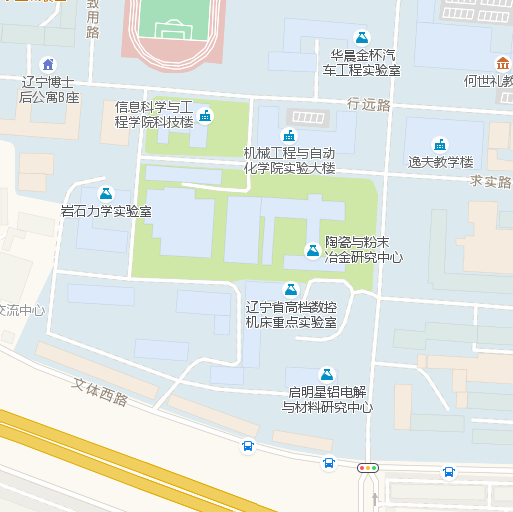 致用路
华晨金杯汽
车工程实验室
辽宁博士
后公寓B座
何世礼教
信息科学与工
程学院科技楼
行远路
机械工程与自动
化学院实验大楼
逸夫教学楼
求实路
岩石力学实验室
陶瓷与粉末
冶金研究中心
辽宁省高档数控
机床重点实验室
交流中心
文体西路
启明星铝电解
与材料研究中心